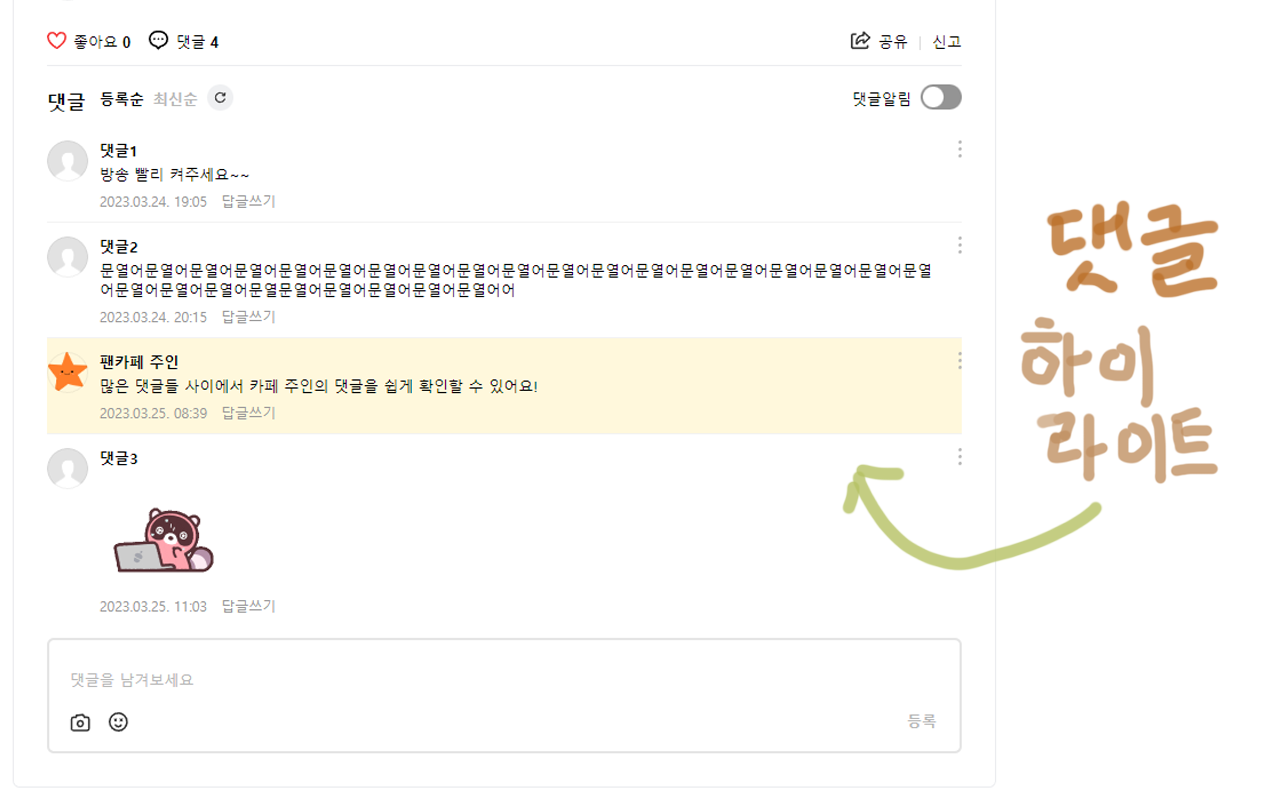 좋아요 0 댓글 4 공유 신고
댓글 등록순 최신순 댓글알림
댓글1
방송 빨리 켜주세요~~
2023.03.24. 19:05 답글쓰기
댓글2
문열어문열어문열어문열어문열어문열어문열어문열어문열어문열어문열어문열어문열어문열어문열어문열어문열어문열어문열
어문열어문열어문열어문열문열어문열어문열어문열어문열어어
2023.03.24. 20:15 답글쓰기
팬카페 주인
많은 댓글들 사이에서 카페 주인의 댓글을 쉽게 확인할 수 있어요!
2023.03.25. 08:39 답글쓰기
댓글3
2023.03.25. 11:03 답글쓰기
댓글을 남겨보세요
등록
댓글
하이
라이트